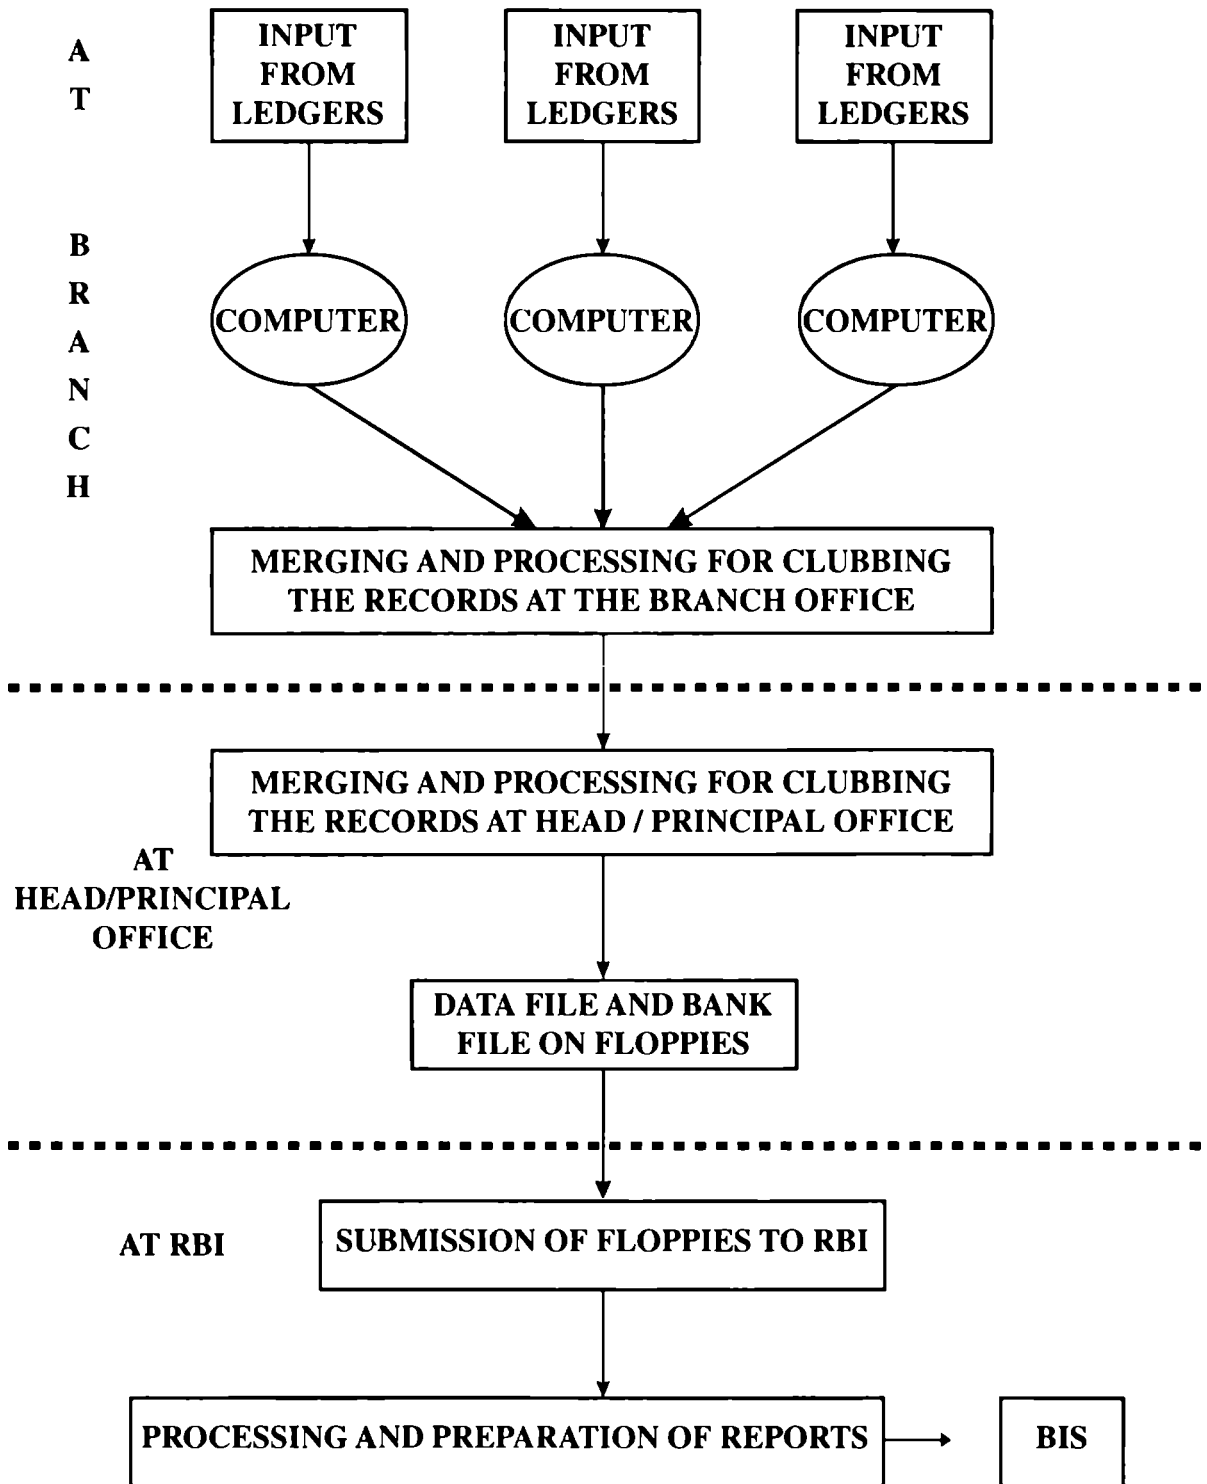 A
T
INPUT
FROM
LEDGERS
INPUT
FROM
LEDGERS
INPUT
FROM
LEDGERS
B
R
A
N
C
H
COMPUTER
COMPUTER
COMPUTER
MERGING AND PROCESSING FOR CLUBBING
THE RECORDS AT THE BRANCH OFFICE
MERGING AND PROCESSING FOR CLUBBING
THE RECORDS AT HEAD / PRINCIPAL OFFICE
AT
HEAD/PRINCIPAL
OFFICE
DATA FILE AND BANK
FILE ON FLOPPIES
AT RBI
SUBMISSION OF FLOPPIES TO RBI
PROCESSING AND PREPARATION OF REPORTS
BIS